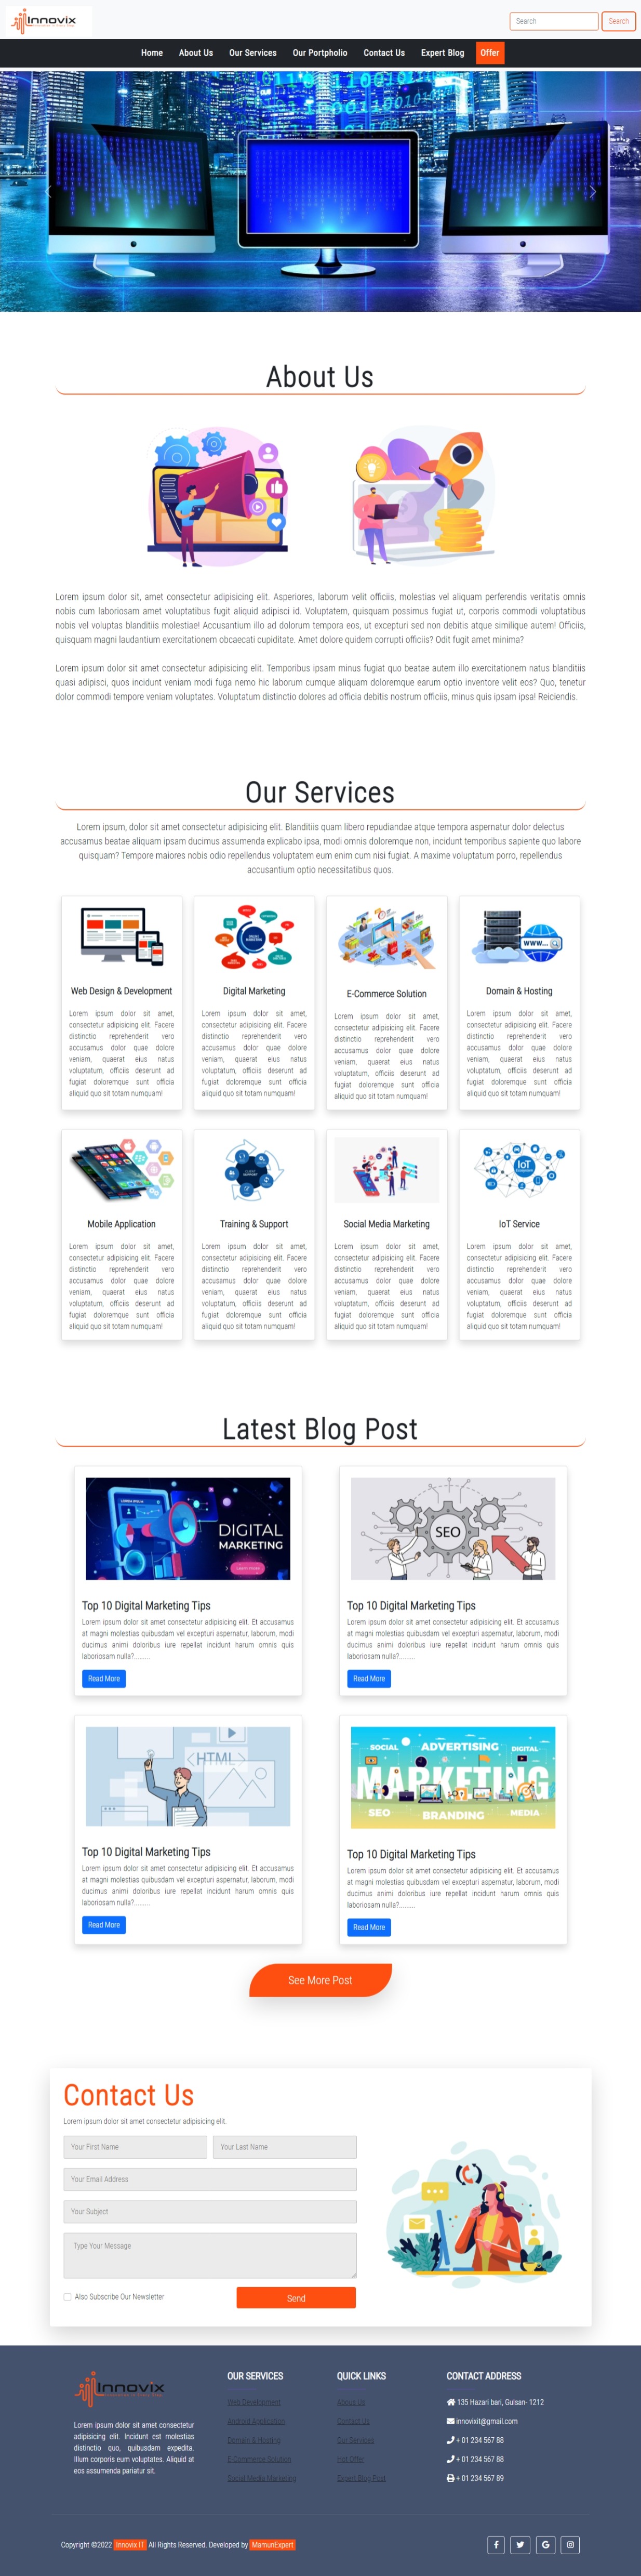 Innovix
Search
Search
Home About Us Our Services Our Portpholio Contact Us Expert Blog Offer
About Us
Lorem ipsum dolor sit, amet consectetur adipisicing elit. Asperiores, laborum velit officiis, molestias vel aliquam perferendis veritatis omnis
nobis cum laboriosam amet voluptatibus fugit aliquid adipisci id. Voluptatem, quisquam possimus fugiat ut, corporis commodi voluptatibus
nobis vel voluptas blanditiis molestiae! Accusantium illo ad dolorum tempora eos, ut excepturi sed non debitis atque similique autem! Officiis,
quisquam magni laudantium exercitationem obcaecati cupiditate. Amet dolore quidem corrupti officiis? Odit fugit amet minima?
Lorem ipsum dolor sit amet consectetur adipisicing elit. Temporibus ipsam minus fugiat quo beatae autem illo exercitationem natus blanditiis
quasi adipisci, quos incidunt veniam modi fuga nemo hic laborum cumque aliquam doloremque earum optio inventore velit eos? Quo, tenetur
dolor commodi tempore veniam voluptates. Voluptatum distinctio dolores ad officia debitis nostrum officiis, minus quis ipsam ipsa! Reiciendis.
Our Services
Lorem ipsum, dolor sit amet consectetur adipisicing elit. Blanditiis quam libero repudiandae atque tempora aspernatur dolor delectus
accusamus beatae aliquam ipsam ducimus assumenda explicabo ipsa, modi omnis doloremque non, incidunt temporibus sapiente quo labore
quisquam? Tempore maiores nobis odio repellendus voluptatem eum enim cum nisi fugiat. A maxime voluptatum porro, repellendus
accusantium optio necessitatibus quos.
Web Design & Development
Lorem ipsum dolor sit amet,
consectetur adipisicing elit. Facere
distinctio reprehenderit vero
accusamus dolor quae dolore
veniam, quaerat eius natus
voluptatum, officiis deserunt ad
fugiat doloremque sunt officia
aliquid quo sit totam numquam!
Digital Marketing
Lorem ipsum dolor sit amet,
consectetur adipisicing elit. Facere
distinctio reprehenderit vero
accusamus dolor quae dolore
veniam, quaerat eius natus
voluptatum, officiis deserunt ad
fugiat doloremque sunt officia
aliquid quo sit totam numquam!
E-Commerce Solution
Lorem ipsum dolor sit amet,
consectetur adipisicing elit. Facere
distinctio reprehenderit vero
accusamus dolor quae dolore
veniam, quaerat eius natus
voluptatum, officiis deserunt ad
fugiat doloremque sunt officia
aliquid quo sit totam numquam!
WWW...
Domain & Hosting
Lorem ipsum dolor sit amet,
consectetur adipisicing elit. Facere
distinctio reprehenderit vero
accusamus dolor quae dolore
veniam, quaerat eius natus
voluptatum, officiis deserunt ad
fugiat doloremque sunt officia
aliquid quo sit totam numquam!
Mobile Application
Lorem ipsum dolor sit amet,
consectetur adipisicing elit. Facere
distinctio reprehenderit vero
accusamus dolor quae dolore
veniam, quaerat eius natus
voluptatum, officiis deserunt ad
fugiat doloremque sunt officia
aliquid quo sit totam numquam!
Training & Support
Lorem ipsum dolor sit amet,
consectetur adipisicing elit. Facere
distinctio reprehenderit vero
accusamus dolor quae dolore
veniam, quaerat eius natus
voluptatum, officiis deserunt ad
fugiat doloremque sunt officia
aliquid quo sit totam numquam!
Social Media Marketing
Lorem ipsum dolor sit amet,
consectetur adipisicing elit. Facere
distinctio reprehenderit vero
accusamus dolor quae dolore
veniam, quaerat eius natus
voluptatum, officiis deserunt ad
fugiat doloremque sunt officia
aliquid quo sit totam numquam!
IoT
IoT Service
Lorem ipsum dolor sit amet,
consectetur adipisicing elit. Facere
distinctio reprehenderit vero
accusamus dolor quae dolore
veniam, quaerat eius natus
voluptatum, officiis deserunt ad
fugiat doloremque sunt officia
aliquid quo sit totam numquam!
Latest Blog Post
DIGITAL
MARKETING
Top 10 Digital Marketing Tips
Lorem ipsum dolor sit amet consectetur adipisicing elit. Et accusamus
at magni molestias quibusdam vel excepturi aspernatur, laborum, modi
ducimus animi doloribus iure repellat incidunt harum omnis quis
laboriosam nulla?.........
Read More
SEO
Top 10 Digital Marketing Tips
Lorem ipsum dolor sit amet consectetur adipisicing elit. Et accusamus
at magni molestias quibusdam vel excepturi aspernatur, laborum, modi
ducimus animi doloribus iure repellat incidunt harum omnis quis
laboriosam nulla?.........
Read More
<HTML>
Top 10 Digital Marketing Tips
Lorem ipsum dolor sit amet consectetur adipisicing elit. Et accusamus
at magni molestias quibusdam vel excepturi aspernatur, laborum, modi
ducimus animi doloribus iure repellat incidunt harum omnis quis
laboriosam nulla?.........
Read More
SOCIAL ADVERTISING DIGITAL
MARKETING
SEO BRANDING MEDIA
Top 10 Digital Marketing Tips
Lorem ipsum dolor sit amet consectetur adipisicing elit. Et accusamus
at magni molestias quibusdam vel excepturi aspernatur, laborum, modi
ducimus animi doloribus iure repellat incidunt harum omnis quis
laboriosam nulla?.........
Read More
See More Post
Contact Us
Lorem ipsum dolor sit amet consectetur adipisicing elit.
Your First Name
Your Last Name
Your Email Address
Your Subject
Type Your Message
Also Subscribe Our Newsletter
Send
Innovix
Lorem ipsum dolor sit amet consectetur
adipisicing elit. Incidunt est molestias
distinctio quo, quibusdam expedita.
Illum corporis eum voluptates. Aliquid at
eos assumenda pariatur sit.
OUR SERVICES
Web Development
Android Application
Domain & Hosting
E-Commerce Solution
Social Media Marketing
QUICK LINKS
About Us
Contact Us
Our Services
Hot Offer
Expert Blog Post
CONTACT ADDRESS
135 Hazari bari, Gulsan- 1212
innovixit@gmail.com
+ 01 234 567 88
+ 01 234 567 88
+ 01 234 567 89
Copyright ©2022 Innovix IT All Rights Reserved. Developed by MamunExpert